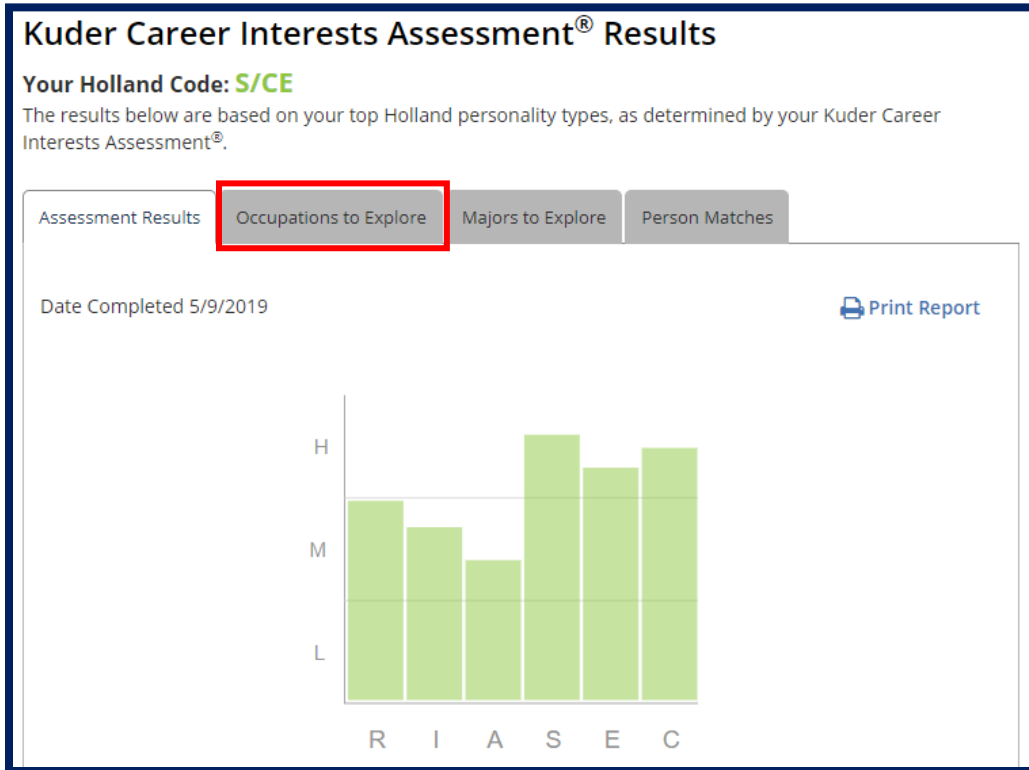 Kuder Career Interests Assessment® Results
Your Holland Code: S/CE
The results below are based on your top Holland personality types, as determined by your Kuder Career
Interests Assessment®.
Assessment Results Occupations to Explore Majors to Explore Person Matches
Date Completed 5/9/2019 Print Report
H
M
L
R I A S E C